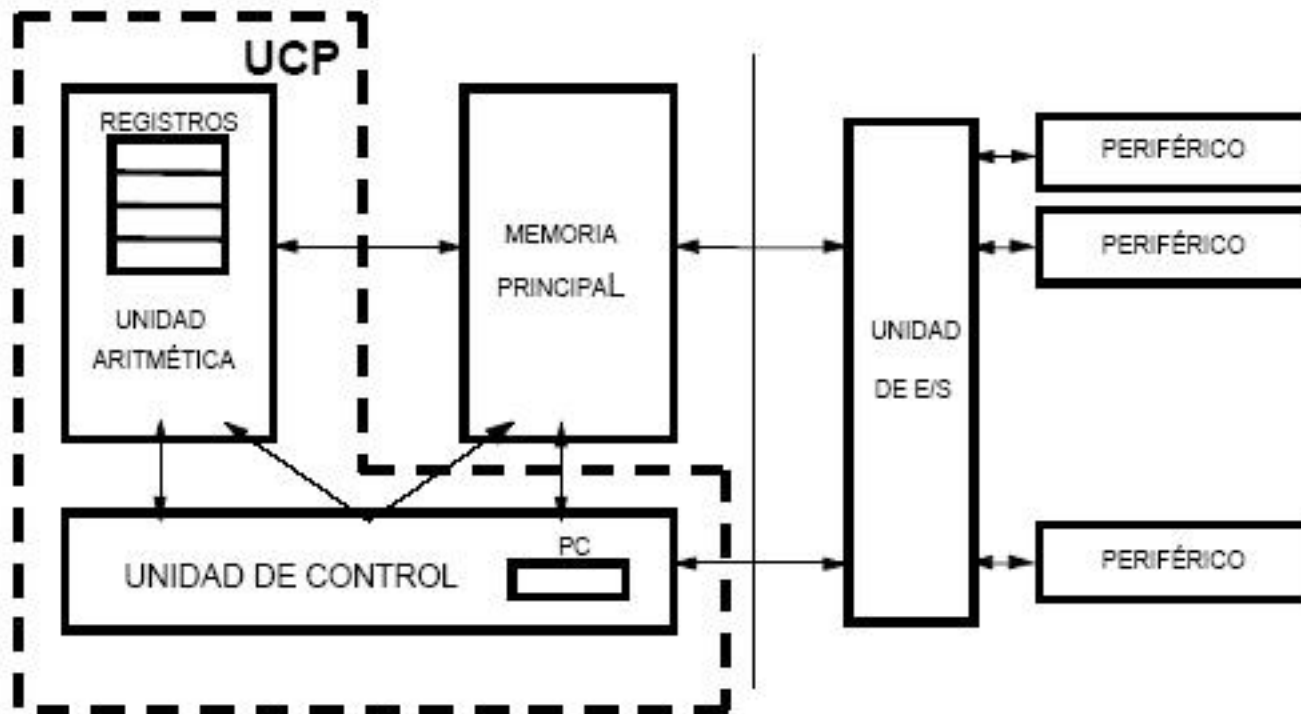 UCP
REGISTROS
UNIDAD
ARITMÉTICA
MEMORIA
PRINCIPAL
UNIDAD DE CONTROL
PC
UNIDAD
DE E/S
PERIFÉRICO
PERIFÉRICO
PERIFÉRICO